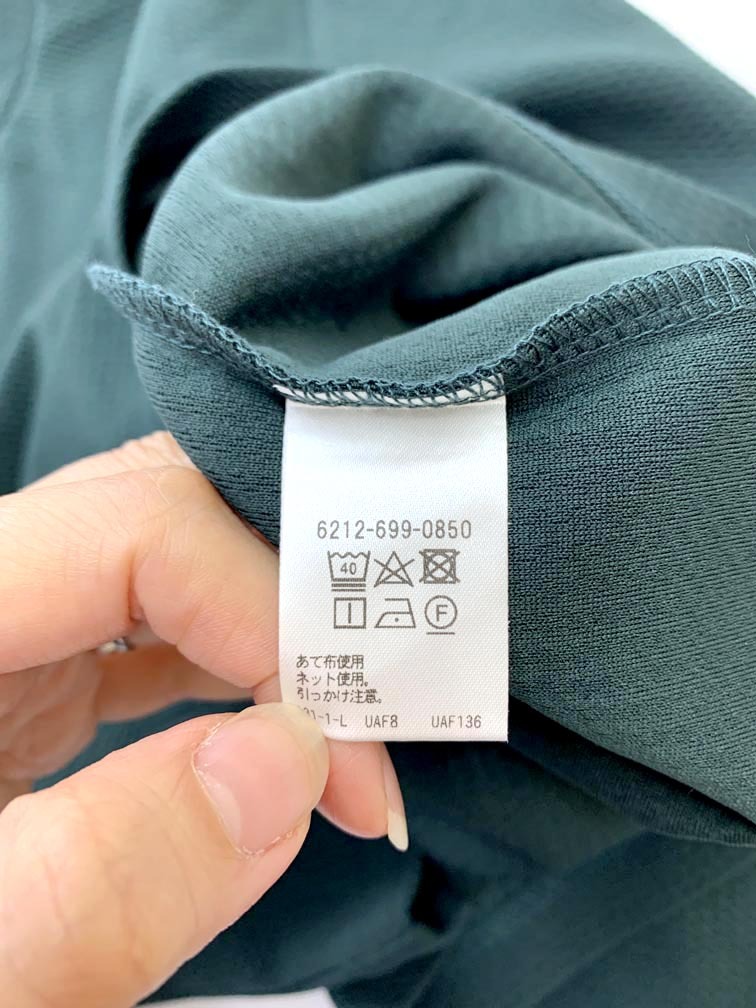 6212-699-0850
40
F
あて布使用
ネット使用。
引っかけ注意。
1-L UAF8 UAF136